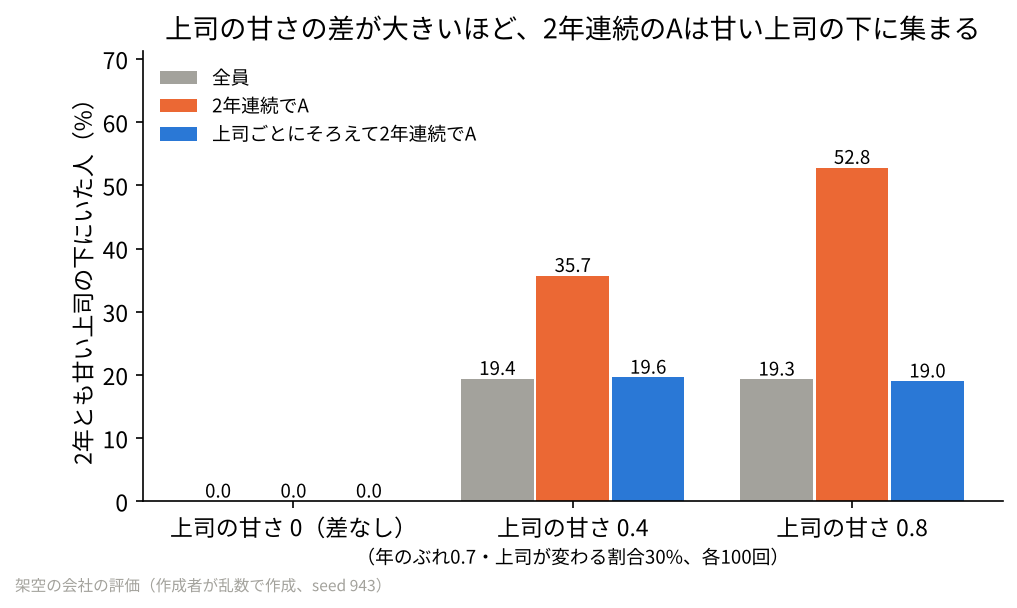 上司の甘さの差が大きいほど、2年連続のAは甘い上司の下に集まる
2年とも甘い上司の下にいた人（%）
70
60
50
40
30
20
10
0
全員
2年連続でA
上司ごとにそろえて2年連続でA
0.0 0.0 0.0
19.4 35.7 19.6
19.3 52.8 19.0
上司の甘さ 0（差なし） 上司の甘さ 0.4 上司の甘さ 0.8
（年のぶれ0.7・上司が変わる割合30%、各100回）
架空の会社の評価（作成者が乱数で作成、seed 943）